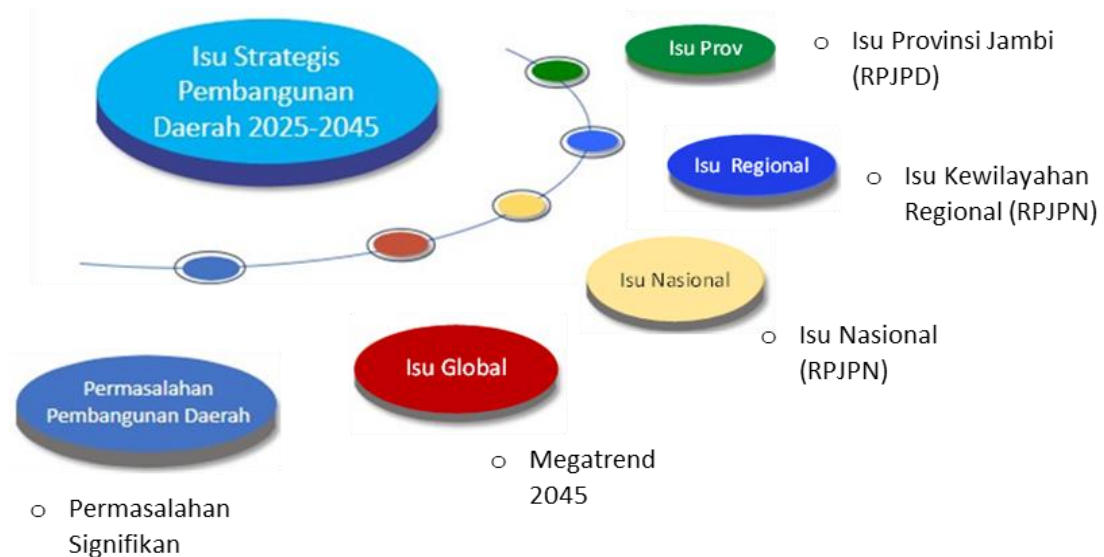 Isu Strategis
Pembangunan
Daerah 2025-2045
Isu Prov
o Isu Provinsi Jambi
(RPJPD)
Isu Regional
o Isu Kewilayahan
Regional (RPJPN)
Isu Nasional
o Isu Nasional
(RPJPN)
Isu Global
o Megatrend
2045
Permasalahan
Pembangunan Daerah
o Permasalahan
Signifikan